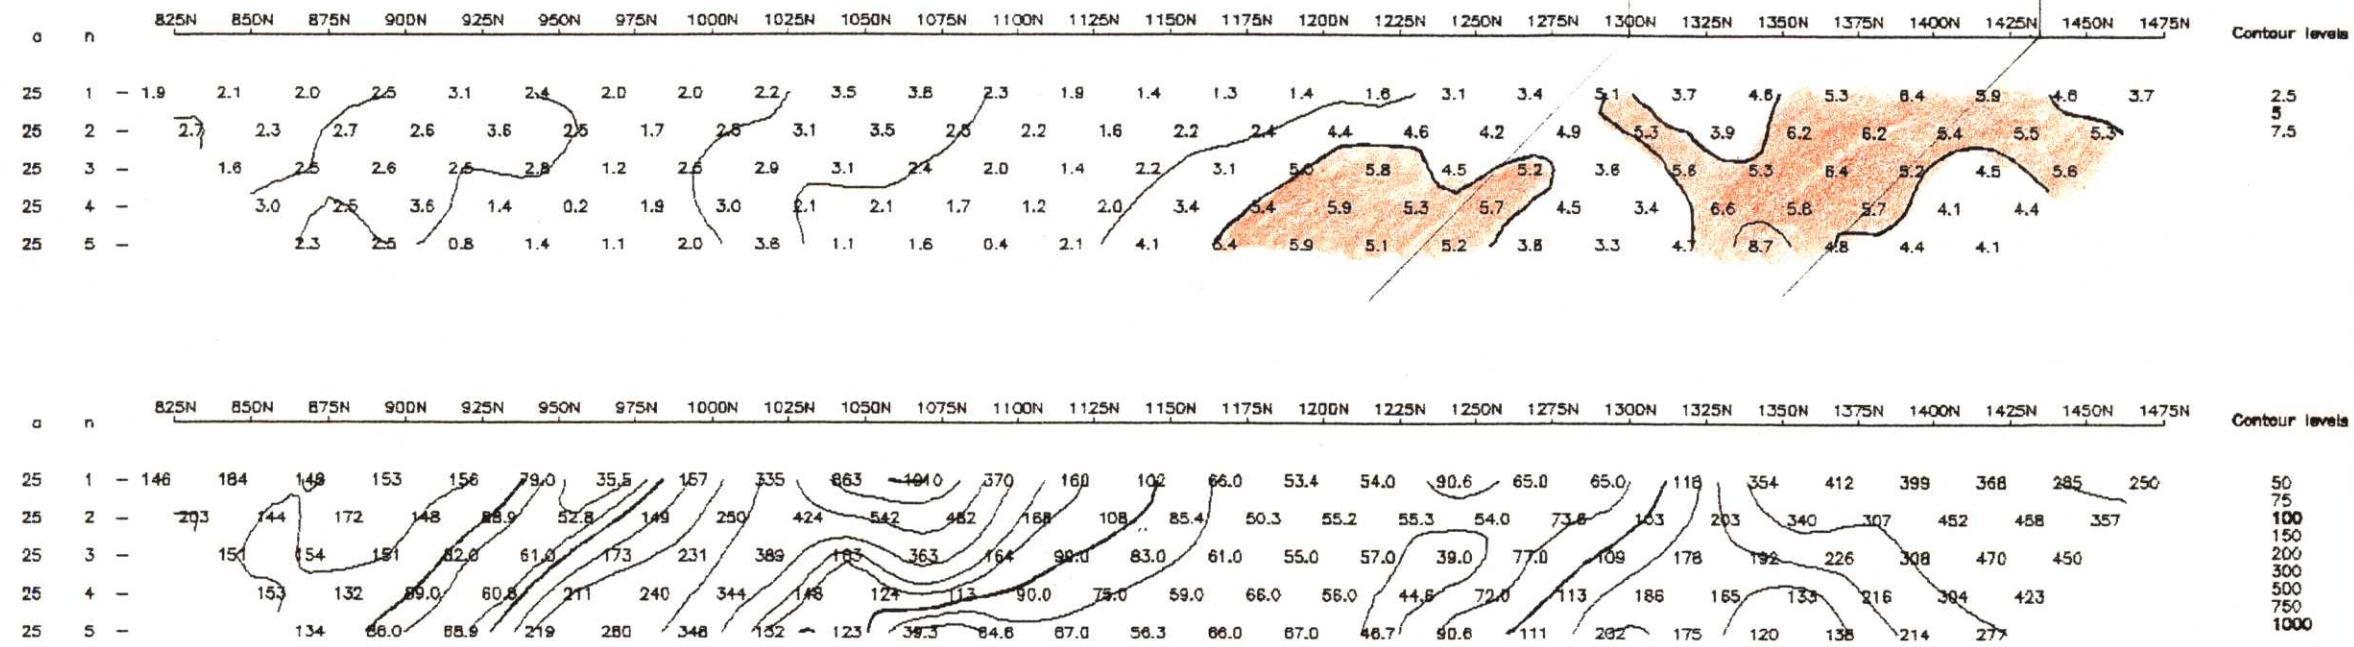 825N 850N 875N 900N 925N 950N 975N 1000N 1025N 1050N 1075N 1100N 1125N 1150N 1175N 1200N 1225N 1250N 1275N 1300N 1325N 1350N 1375N 1400N 1425N 1450N 1475N
a n Contour levels
25 1 – 1.9 2.1 2.0 2.5 3.1 2.4 2.0 2.0 2.2 3.5 3.8 2.3 1.9 1.4 1.3 1.4 1.6 3.1 3.4 5.1 3.7 4.6 5.3 6.4 5.9 4.6 3.7 2.5
5
25 2 – 2.7 2.3 2.7 2.6 3.6 2.5 1.7 2.6 3.1 3.5 2.6 2.2 1.6 2.2 2.4 4.4 4.6 4.2 4.9 5.3 3.9 6.2 6.2 5.4 5.5 5.3 7.5
25 3 – 1.6 2.5 2.6 2.5 2.8 1.2 2.6 2.9 3.1 2.4 2.0 1.4 2.2 3.1 5.0 5.8 4.5 5.2 3.6 5.6 5.3 6.4 5.2 4.5 5.6
25 4 – 3.0 2.5 3.6 1.4 0.2 1.9 3.0 2.1 2.1 1.7 1.2 2.0 3.4 5.4 5.9 5.3 5.7 4.5 3.4 6.6 5.8 5.7 4.1 4.4
25 5 – 2.3 2.5 0.8 1.4 1.1 2.0 3.6 1.1 1.6 0.4 2.1 4.1 5.4 5.9 5.1 5.2 3.8 3.3 4.7 8.7 4.8 4.4 4.1
825N 850N 875N 900N 925N 950N 975N 1000N 1025N 1050N 1075N 1100N 1125N 1150N 1175N 1200N 1225N 1250N 1275N 1300N 1325N 1350N 1375N 1400N 1425N 1450N 1475N
a n Contour levels
25 1 – 146 184 149 153 156 79.0 35.5 157 335 863 1010 370 160 102 66.0 53.4 54.0 90.6 65.0 65.0 118 354 412 399 368 285 250 50
75
25 2 – 203 144 172 148 88.9 52.8 149 250 424 542 482 168 108 85.4 50.3 55.2 55.3 54.0 73.6 103 203 340 307 452 458 357 100
150
25 3 – 151 154 151 82.0 61.0 173 231 389 183 363 164 99.0 83.0 61.0 55.0 57.0 39.0 77.0 109 178 192 226 308 470 450 200
300
25 4 – 153 132 89.0 60.8 211 240 344 148 124 113 90.0 75.0 59.0 66.0 56.0 44.6 72.0 113 186 165 133 216 304 423 500
750
25 5 – 134 86.0 68.9 219 280 348 152 123 39.3 84.6 67.0 56.3 66.0 67.0 46.7 90.6 111 202 175 120 138 214 277 1000